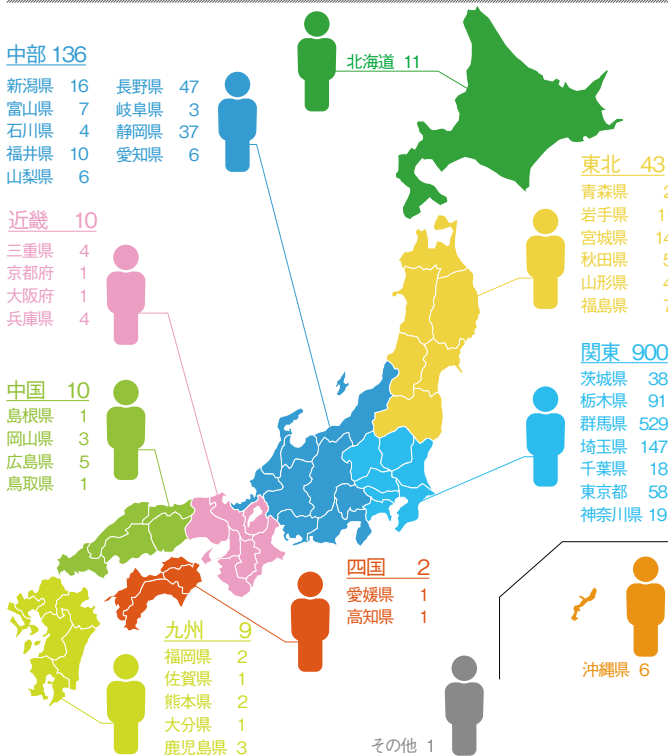 中部 136
新潟県 16
富山県 7
石川県 4
福井県 10
山梨県 6
長野県 47
岐阜県 3
静岡県 37
愛知県 6
北海道 11
東北 43
青森県 2
岩手県 1
宮城県 14
秋田県 5
山形県 4
福島県 7
近畿 10
三重県 4
京都府 1
大阪府 1
兵庫県 4
関東 900
茨城県 38
栃木県 91
群馬県 529
埼玉県 147
千葉県 18
東京都 58
神奈川県 19
中国 10
島根県 1
岡山県 3
広島県 5
鳥取県 1
四国 2
愛媛県 1
高知県 1
九州 9
福岡県 2
佐賀県 1
熊本県 2
大分県 1
鹿児島県 3
沖縄県 6
その他 1